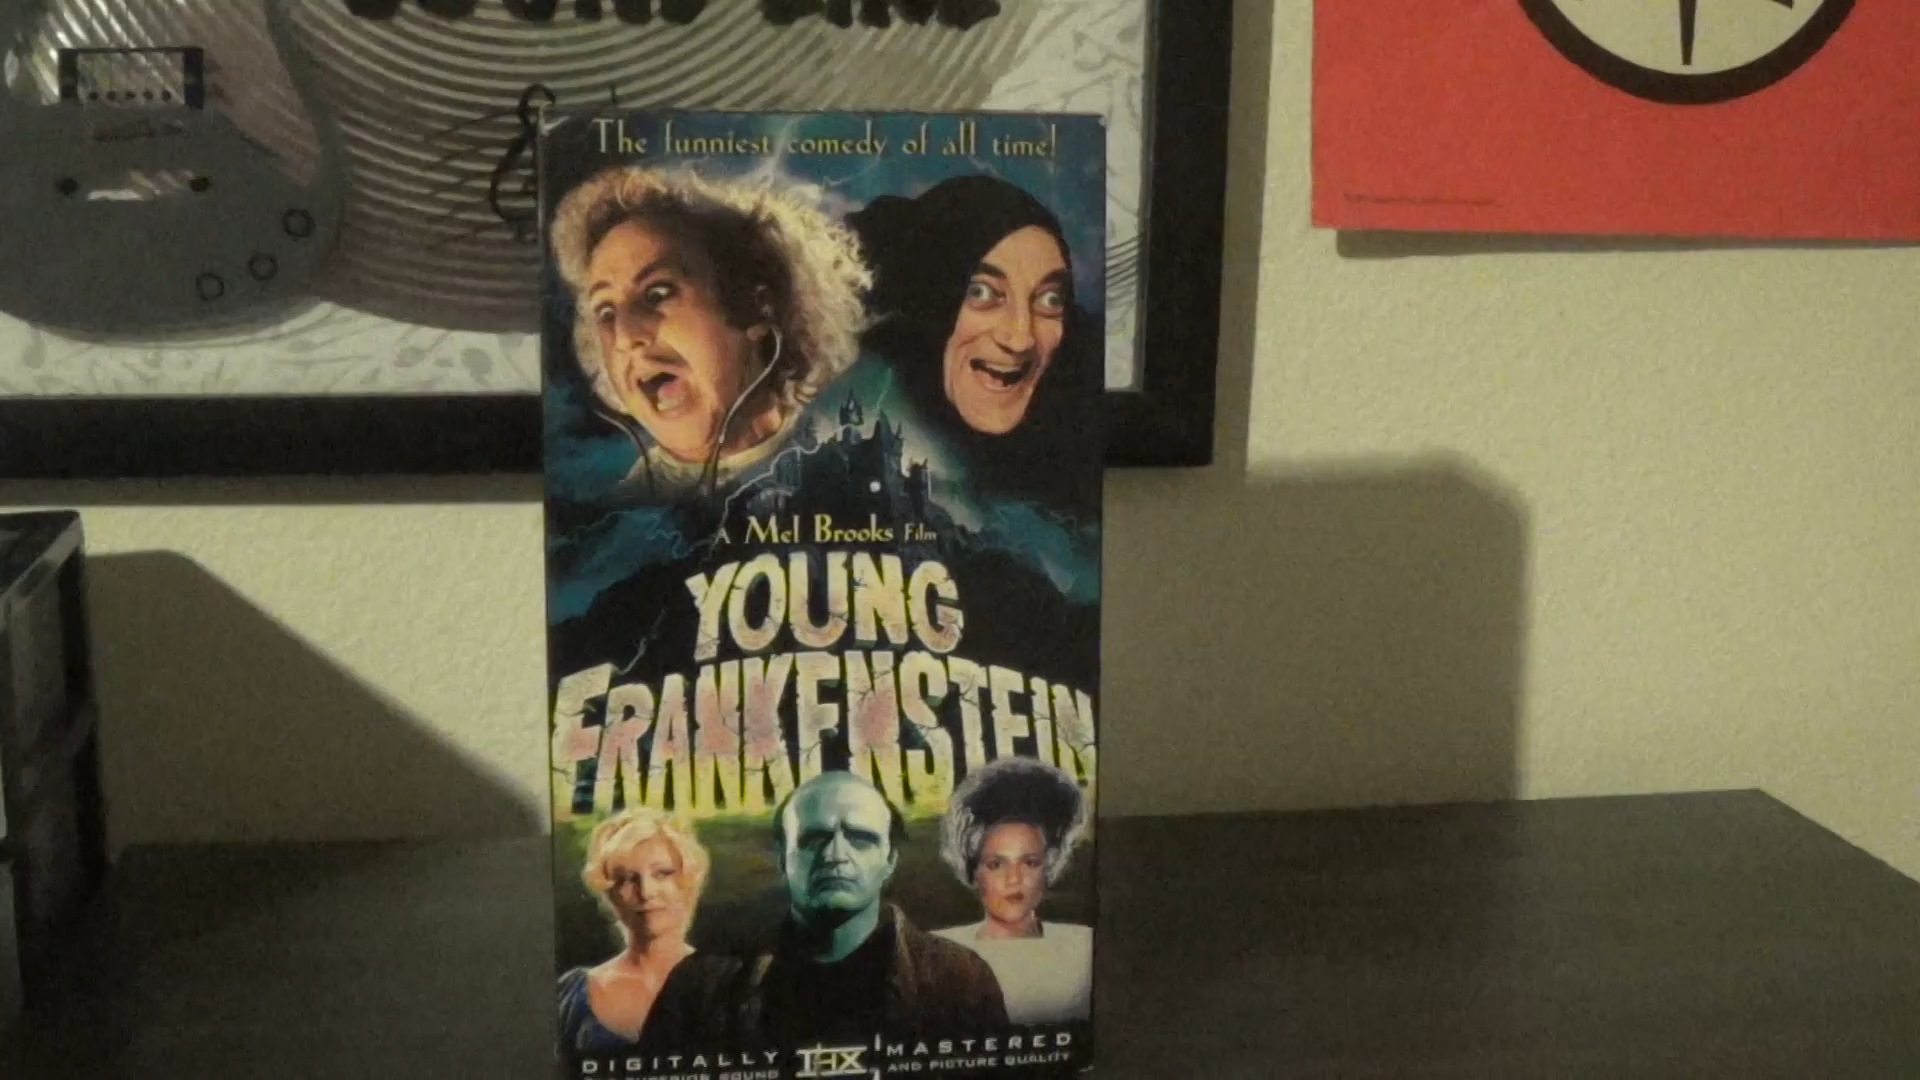 The funniest comedy of all time!
A Mel Brooks Film
YOUNG
FRANKENSTEIN
DIGITALLY THX MASTERED
SUPERIOR SOUND AND PICTURE QUALITY